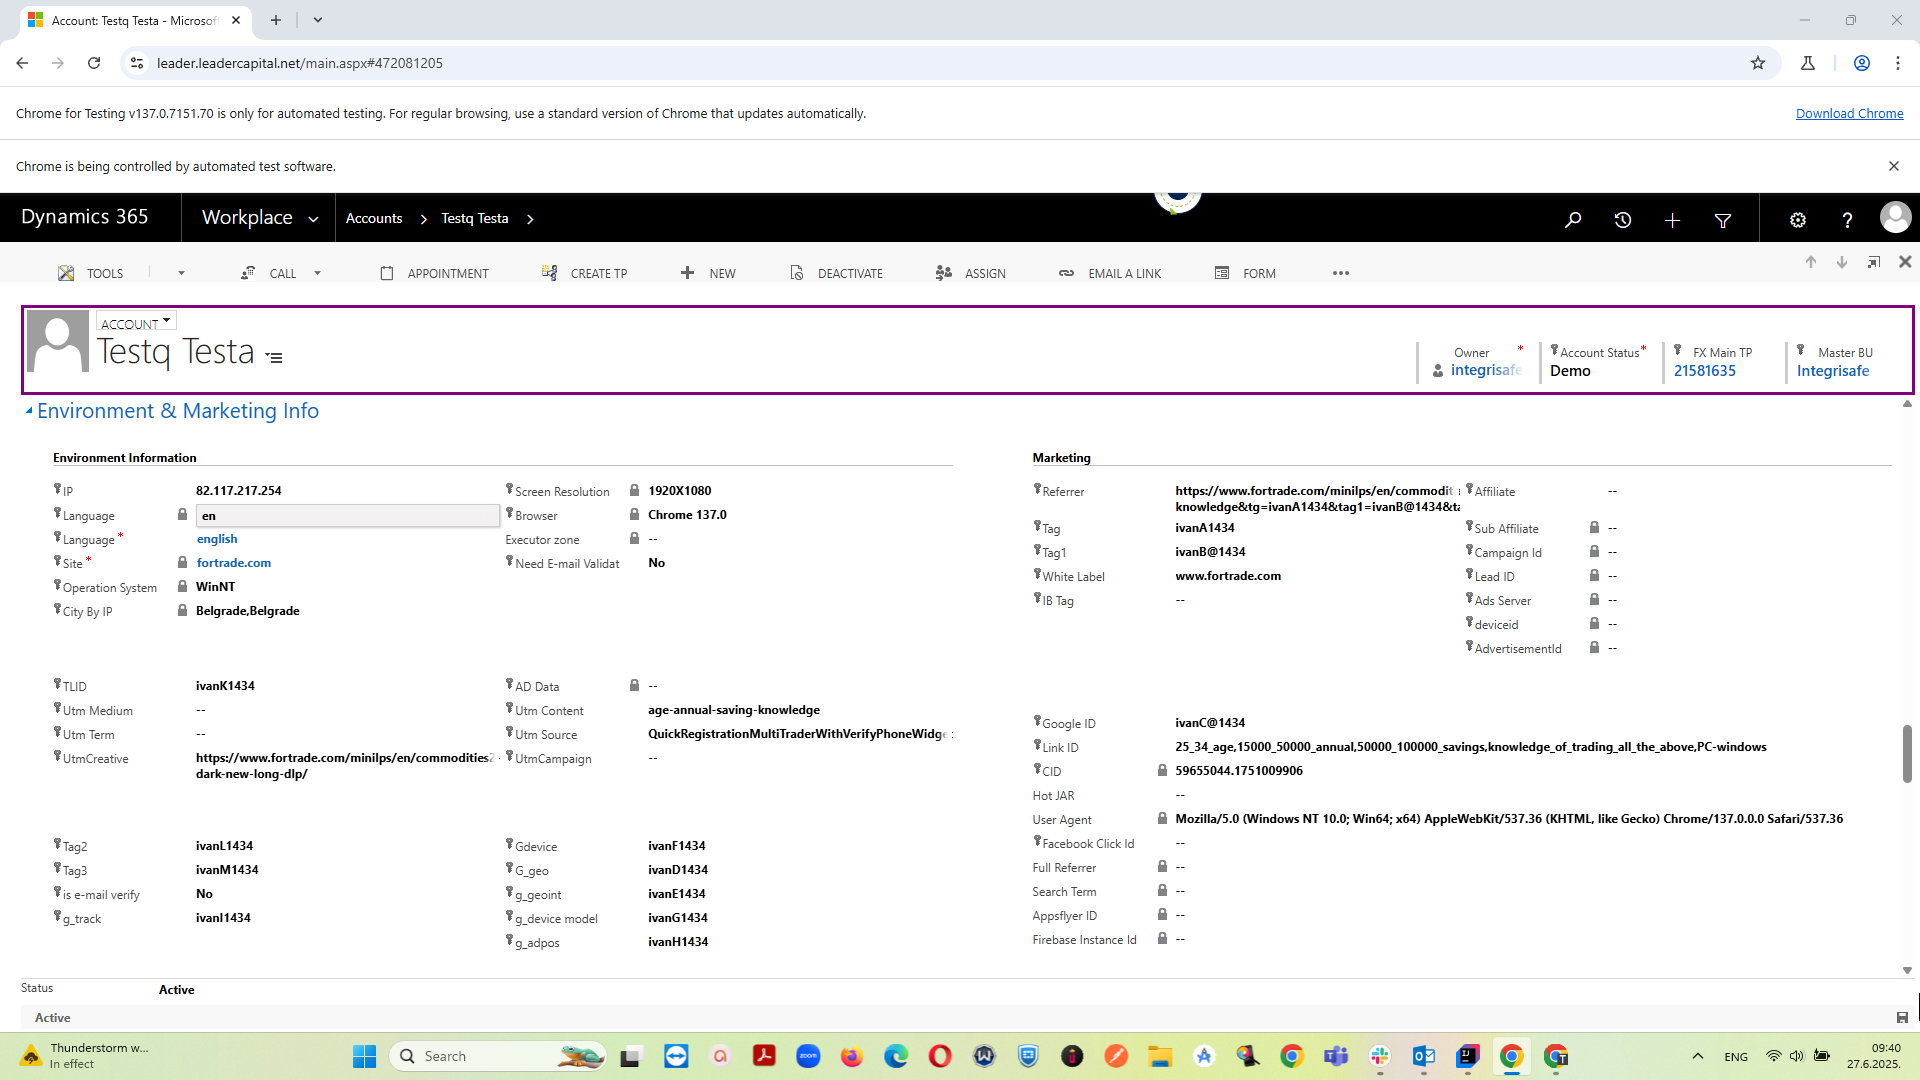 Account: Testq Testa - Microsof
leader.leadercapital.net/main.aspx#472081205
Chrome for Testing v137.0.7151.70 is only for automated testing. For regular browsing, use a standard version of Chrome that updates automatically.
Download Chrome
Chrome is being controlled by automated test software.
Dynamics 365
Workplace
Accounts
Testq Testa
TOOLS
CALL
APPOINTMENT
CREATE TP
NEW
DEACTIVATE
ASSIGN
EMAIL A LINK
FORM
ACCOUNT
Testq Testa
Owner *
integrisafe
Account Status *
Demo
FX Main TP
21581635
Master BU
Integrisafe
Environment & Marketing Info
Environment Information
IP 82.117.217.254
Language en
Language * english
Site * fortrade.com
Operation System WinNT
City By IP Belgrade,Belgrade
Screen Resolution 1920X1080
Browser Chrome 137.0
Executor zone --
Need E-mail Validat No
TLID ivanK1434
Utm Medium --
Utm Term --
UtmCreative https://www.fortrade.com/minilps/en/commodities2
dark-new-long-dlp/
AD Data --
Utm Content age-annual-saving-knowledge
Utm Source QuickRegistrationMultiTraderWithVerifyPhoneWidge
UtmCampaign --
Tag2 ivanL1434
Tag3 ivanM1434
is e-mail verify No
g_track ivanI1434
Gdevice ivanF1434
G_geo ivanD1434
g_geoint ivanE1434
g_device model ivanG1434
g_adpos ivanH1434
Marketing
Referrer https://www.fortrade.com/minilps/en/commodit
knowledge&tg=ivanA1434&tag1=ivanB@1434&ta
Tag ivanA1434
Tag1 ivanB@1434
White Label www.fortrade.com
IB Tag --
Affiliate --
Sub Affiliate --
Campaign Id --
Lead ID --
Ads Server --
deviceid --
AdvertisementId --
Google ID ivanC@1434
Link ID 25_34_age,15000_50000_annual,50000_100000_savings,knowledge_of_trading_all_the_above,PC-windows
CID 59655044.1751009906
Hot JAR --
User Agent Mozilla/5.0 (Windows NT 10.0; Win64; x64) AppleWebKit/537.36 (KHTML, like Gecko) Chrome/137.0.0.0 Safari/537.36
Facebook Click Id --
Full Referrer --
Search Term --
Appsflyer ID --
Firebase Instance Id --
Status Active
Active
Thunderstorm w...
In effect
Search
zoom
ENG
09:40
27.6.2025.